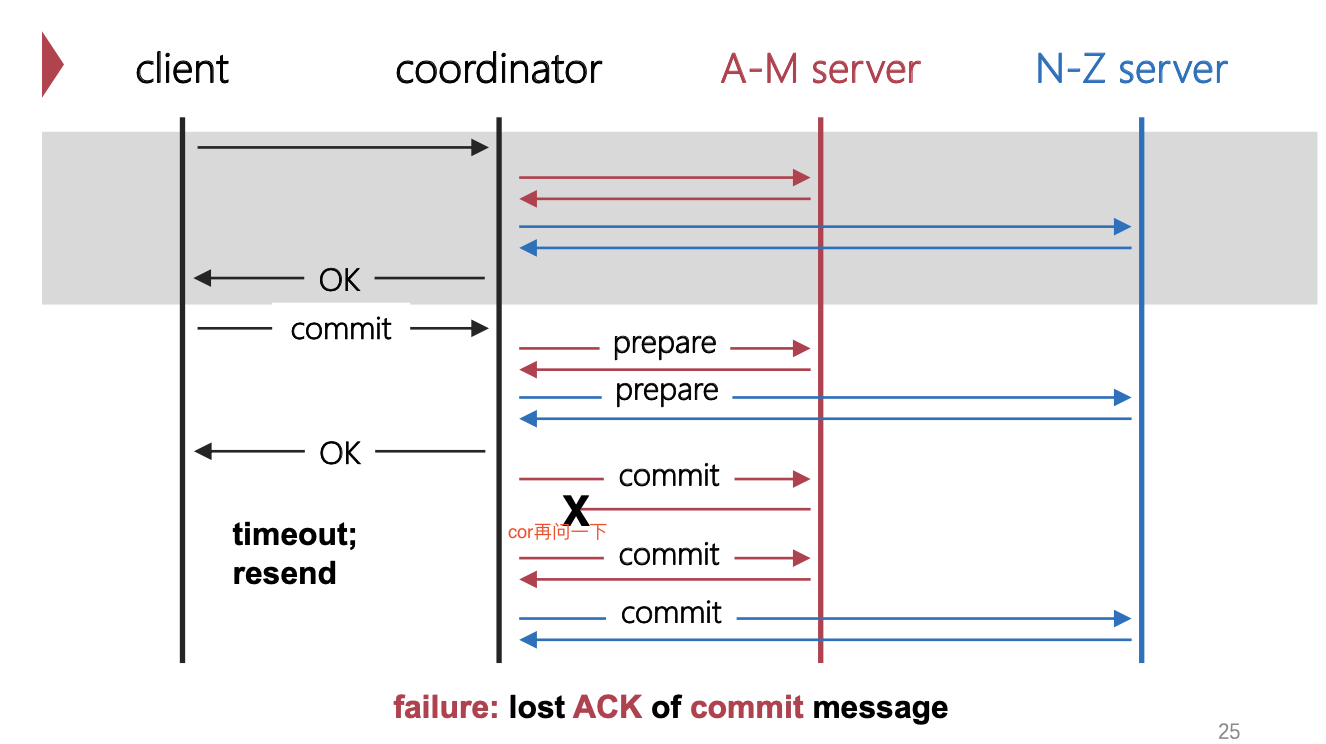 client
coordinator
A-M server
N-Z server
OK
commit
prepare
prepare
OK
commit
X
cor再问一下
timeout;
resend
commit
commit
failure: lost ACK of commit message
25